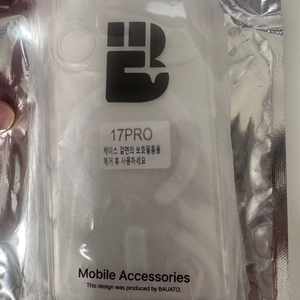 17PRO
케이스 겉면의 보호필름을
제거 후 사용하세요
Mobile Accessories
This design was produced by BAUATO.